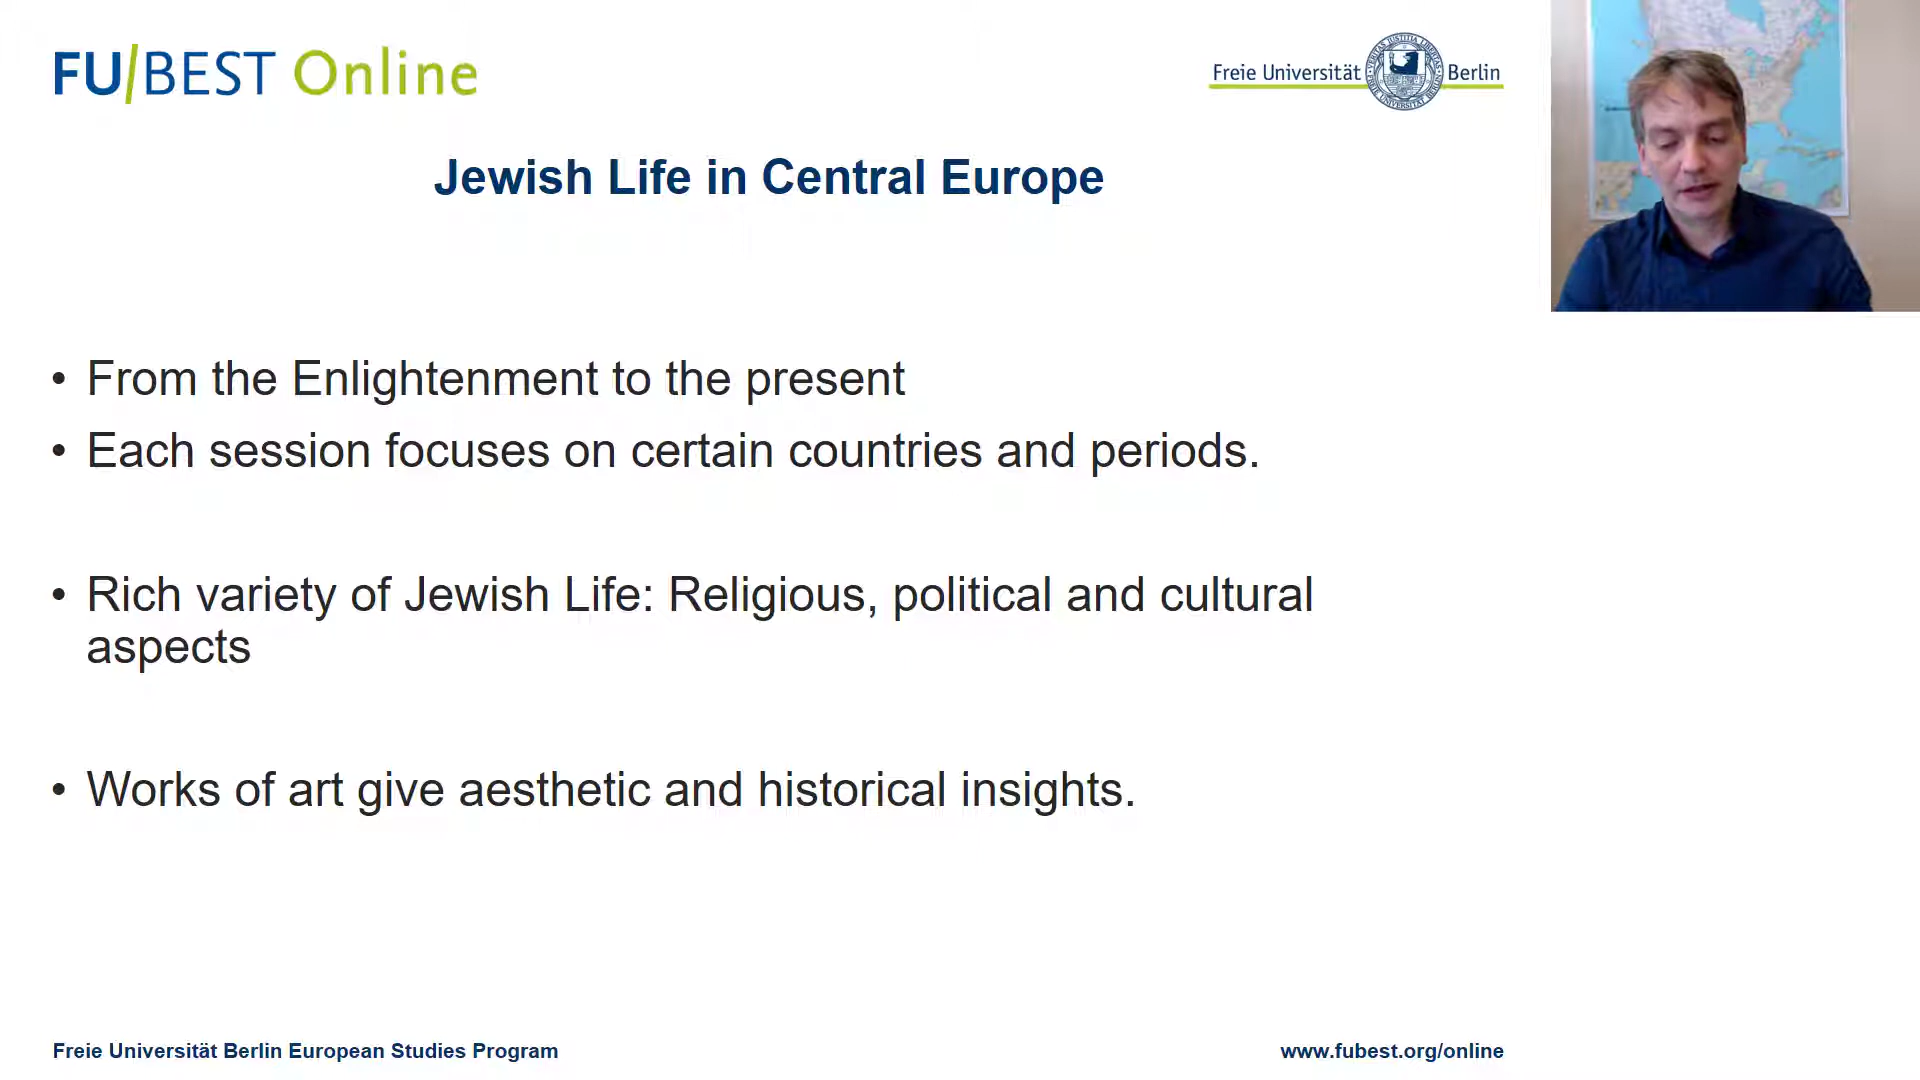 FU/BEST Online
Freie Universität Berlin
Jewish Life in Central Europe
• From the Enlightenment to the present
• Each session focuses on certain countries and periods.
• Rich variety of Jewish Life: Religious, political and cultural
aspects
• Works of art give aesthetic and historical insights.
Freie Universität Berlin European Studies Program
www.fubest.org/online